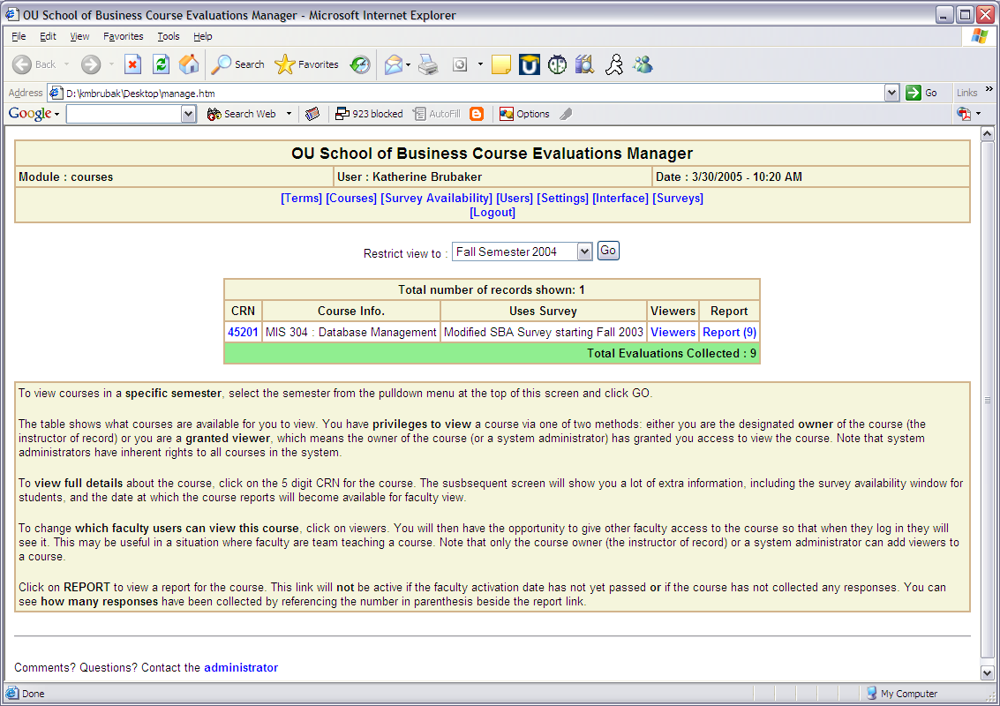 OU School of Business Course Evaluations Manager - Microsoft Internet Explorer
File Edit View Favorites Tools Help
Back Search Favorites
Address D:\kmbrubak\Desktop\manage.htm Go Links »
Google Search Web 923 blocked AutoFill Options
OU School of Business Course Evaluations Manager
Module : courses User : Katherine Brubaker Date : 3/30/2005 - 10:20 AM
[Terms] [Courses] [Survey Availability] [Users] [Settings] [Interface] [Surveys]
[Logout]
Restrict view to : Fall Semester 2004 Go
Total number of records shown: 1
CRN Course Info. Uses Survey Viewers Report
45201 MIS 304 : Database Management Modified SBA Survey starting Fall 2003 Viewers Report (9)
Total Evaluations Collected : 9
To view courses in a specific semester, select the semester from the pulldown menu at the top of this screen and click GO.
The table shows what courses are available for you to view. You have privileges to view a course via one of two methods: either you are the designated owner of the course (the
instructor of record) or you are a granted viewer, which means the owner of the course (or a system administrator) has granted you access to view the course. Note that system
administrators have inherent rights to all courses in the system.
To view full details about the course, click on the 5 digit CRN for the course. The susbsequent screen will show you a lot of extra information, including the survey availability window for
students, and the date at which the course reports will become available for faculty view.
To change which faculty users can view this course, click on viewers. You will then have the opportunity to give other faculty access to the course so that when they log in they will
see it. This may be useful in a situation where faculty are team teaching a course. Note that only the course owner (the instructor of record) or a system administrator can add viewers to
a course.
Click on REPORT to view a report for the course. This link will not be active if the faculty activation date has not yet passed or if the course has not collected any responses. You can
see how many responses have been collected by referencing the number in parenthesis beside the report link.
Comments? Questions? Contact the administrator
Done My Computer